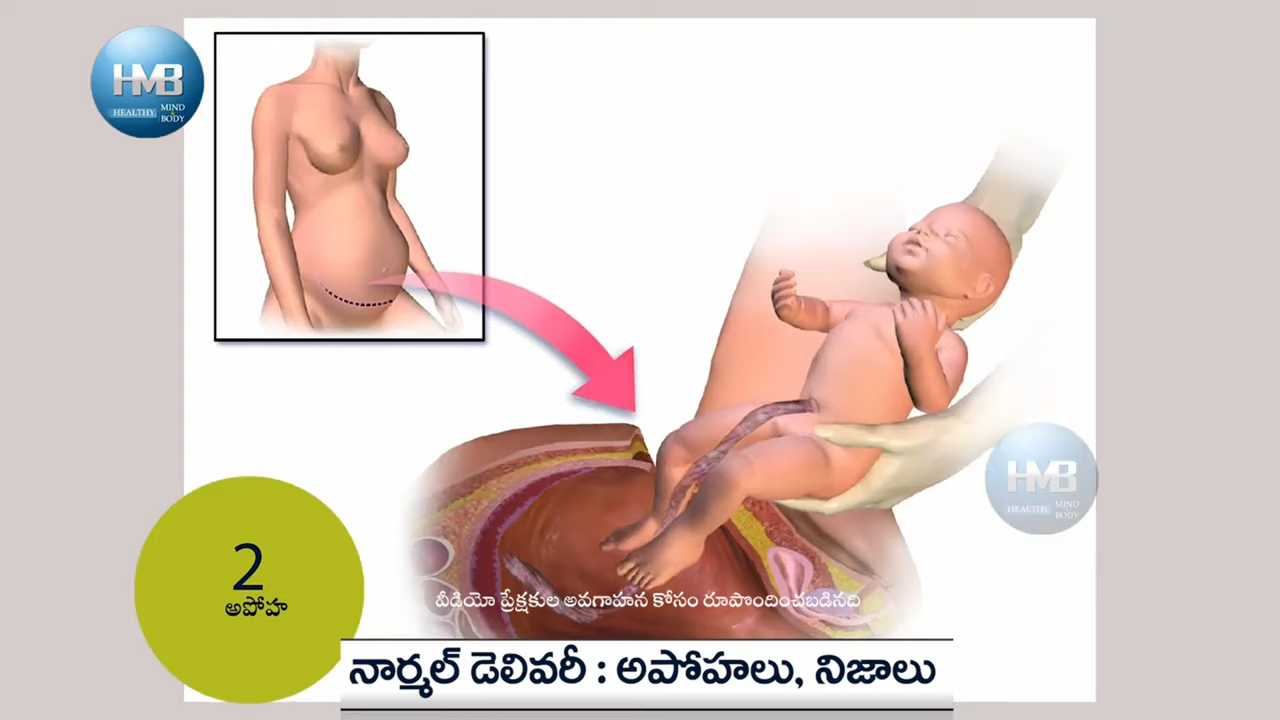 HMB
HEALTHY MIND & BODY
HMB
HEALTHY MIND & BODY
2
అపోహ
వీడియో ప్రేక్షకుల అవగాహన కోసం రూపొందించబడినది
నార్మల్ డెలివరీ : అపోహలు, నిజాలు